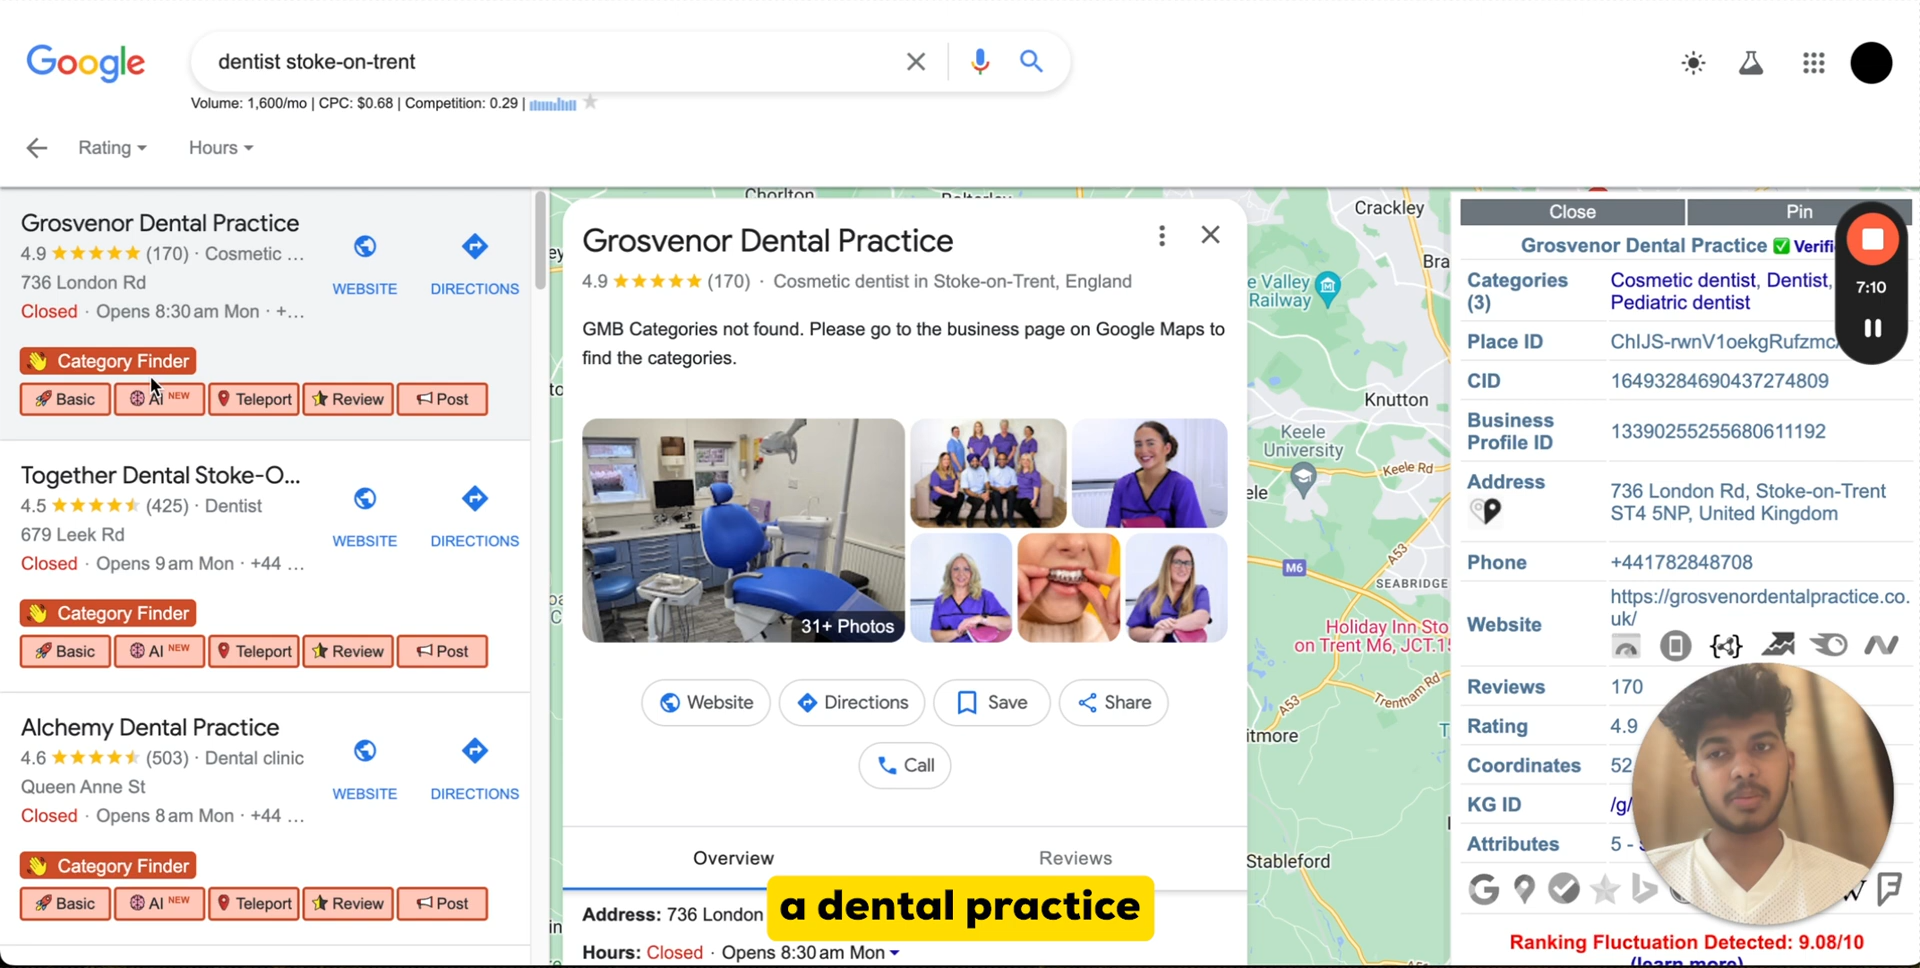 Google
dentist stoke-on-trent
Volume: 1,600/mo | CPC: $0.68 | Competition: 0.29 |
Rating
Hours
Grosvenor Dental Practice
4.9 (170) · Cosmetic ...
736 London Rd
Closed · Opens 8:30 am Mon · +...
WEBSITE
DIRECTIONS
Category Finder
Basic
AI NEW
Teleport
Review
Post
Together Dental Stoke-O...
4.5 (425) · Dentist
679 Leek Rd
Closed · Opens 9 am Mon · +44 ...
WEBSITE
DIRECTIONS
Category Finder
Basic
AI NEW
Teleport
Review
Post
Alchemy Dental Practice
4.6 (503) · Dental clinic
Queen Anne St
Closed · Opens 8 am Mon · +44 ...
WEBSITE
DIRECTIONS
Category Finder
Basic
AI NEW
Teleport
Review
Post
Grosvenor Dental Practice
4.9 (170) · Cosmetic dentist in Stoke-on-Trent, England
GMB Categories not found. Please go to the business page on Google Maps to
find the categories.
31+ Photos
Website
Directions
Save
Share
Call
Overview
Reviews
Address: 736 London
Hours: Closed · Opens 8:30 am Mon
a dental practice
Chorlton
Crackley
e Valley
Railway
Knutton
Keele
University
Keele Rd
M6
A53
SEABRIDGE
Holiday Inn Sto
on Trent M6, JCT.15
Trentham Rd
A53
itmore
Stableford
Close
Pin
Grosvenor Dental Practice Verifi
Categories
(3)
Cosmetic dentist, Dentist,
Pediatric dentist
Place ID
ChIJS-rwnV1oekgRufzmc
CID
16493284690437274809
Business
Profile ID
13390255255680611192
Address
736 London Rd, Stoke-on-Trent
ST4 5NP, United Kingdom
Phone
+441782848708
Website
https://grosvenordentalpractice.co.
uk/
Reviews
170
Rating
4.9
Coordinates
52
KG ID
/g/
Attributes
5 -
Ranking Fluctuation Detected: 9.08/10
(learn more)
7:10